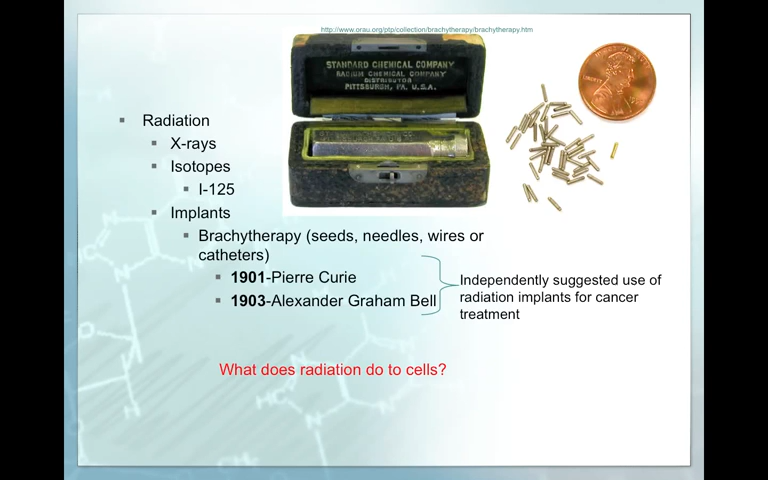 http://www.orau.org/ptp/collection/brachytherapy/brachytherapy.htm
STANDARD CHEMICAL COMPANY
RADIUM CHEMICAL COMPANY
DISTRIBUTOR
PITTSBURGH, PA. U.S.A.
LIBERTY
Radiation
X-rays
Isotopes
I-125
Implants
Brachytherapy (seeds, needles, wires or
catheters)
1901-Pierre Curie
1903-Alexander Graham Bell
Independently suggested use of
radiation implants for cancer
treatment
What does radiation do to cells?